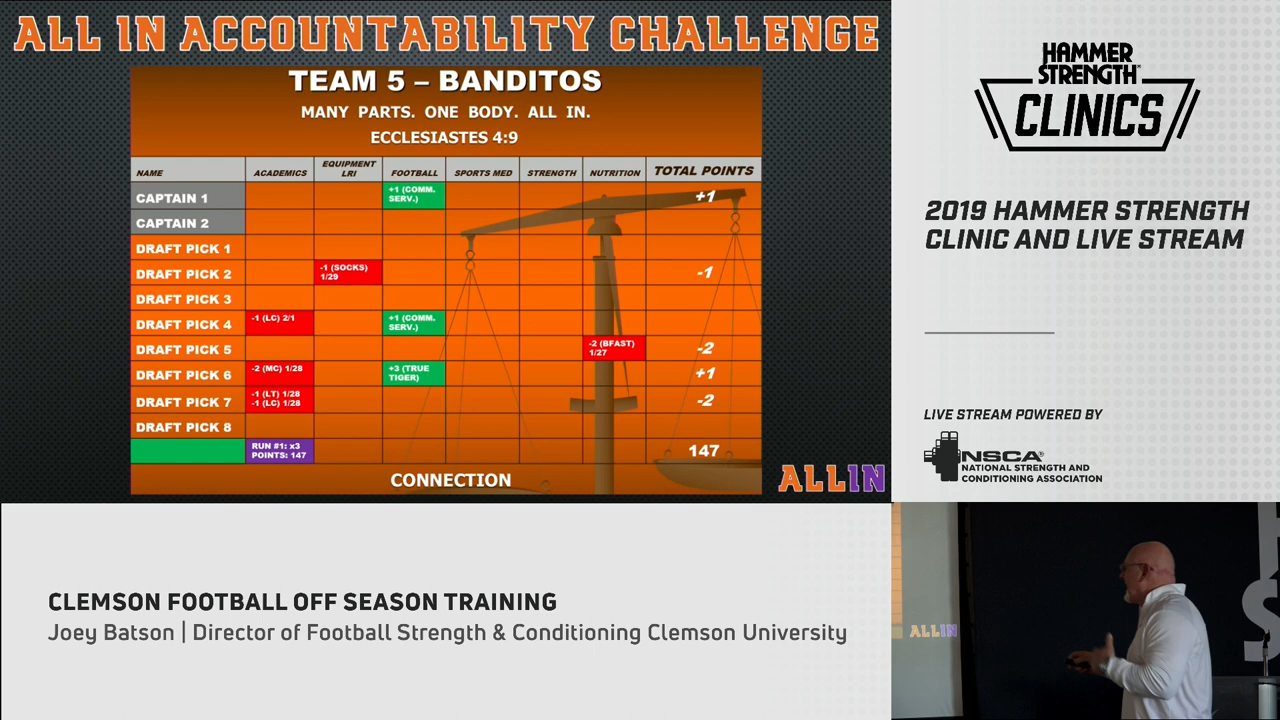 ALL IN ACCOUNTABILITY CHALLENGE
TEAM 5 – BANDITOS
MANY PARTS. ONE BODY. ALL IN.
ECCLESIASTES 4:9
NAME ACADEMICS EQUIPMENT LRI FOOTBALL SPORTS MED STRENGTH NUTRITION TOTAL POINTS
CAPTAIN 1 +1 (COMM. SERV.) +1
CAPTAIN 2
DRAFT PICK 1
DRAFT PICK 2 -1 (SOCKS) 1/29 -1
DRAFT PICK 3
DRAFT PICK 4 -1 (LC) 2/1 +1 (COMM. SERV.)
DRAFT PICK 5 -2 (BFAST) 1/27 -2
DRAFT PICK 6 -2 (MC) 1/28 +3 (TRUE TIGER) +1
DRAFT PICK 7 -1 (LT) 1/28 -1 (LC) 1/28 -2
DRAFT PICK 8
RUN #1: x3 POINTS: 147 147
CONNECTION
ALL IN
HAMMER
STRENGTH
CLINICS
2019 HAMMER STRENGTH
CLINIC AND LIVE STREAM
LIVE STREAM POWERED BY
NSCA
NATIONAL STRENGTH AND
CONDITIONING ASSOCIATION
CLEMSON FOOTBALL OFF SEASON TRAINING
Joey Batson | Director of Football Strength & Conditioning Clemson University
ALL IN